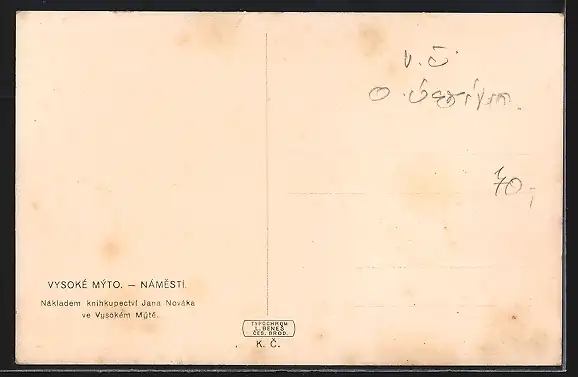 V. Č.
70,-
VYSOKÉ MÝTO. — NÁMĚSTÍ.
Nákladem knihkupectví Jana Nováka
ve Vysokém Mýtě.
TYPOCHROM
L. BENEŠ
ČES. BROD.
K. Č.